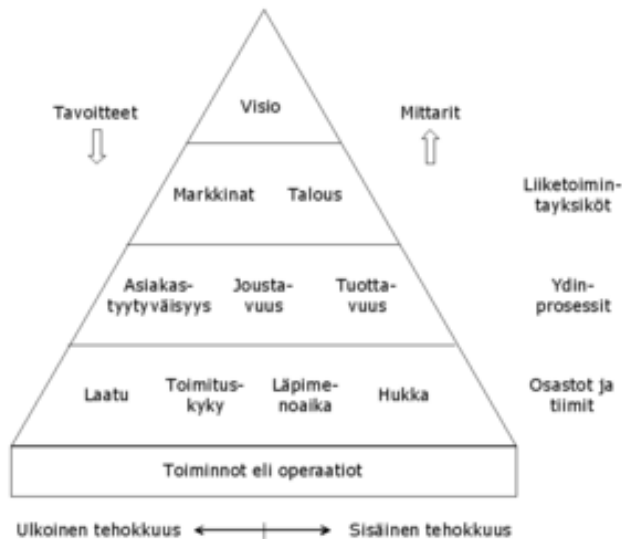 Visio
Tavoitteet
Mittarit
Markkinat Talous
Liiketoimin-
tayksiköt
Asiakas-
tyytyväisyys
Jousta-
vuus
Tuotta-
vuus
Ydin-
prosessit
Laatu
Toimitus-
kyky
Läpime-
noaika
Hukka
Osastot ja
tiimit
Toiminnot eli operaatiot
Ulkoinen tehokkuus
Sisäinen tehokkuus